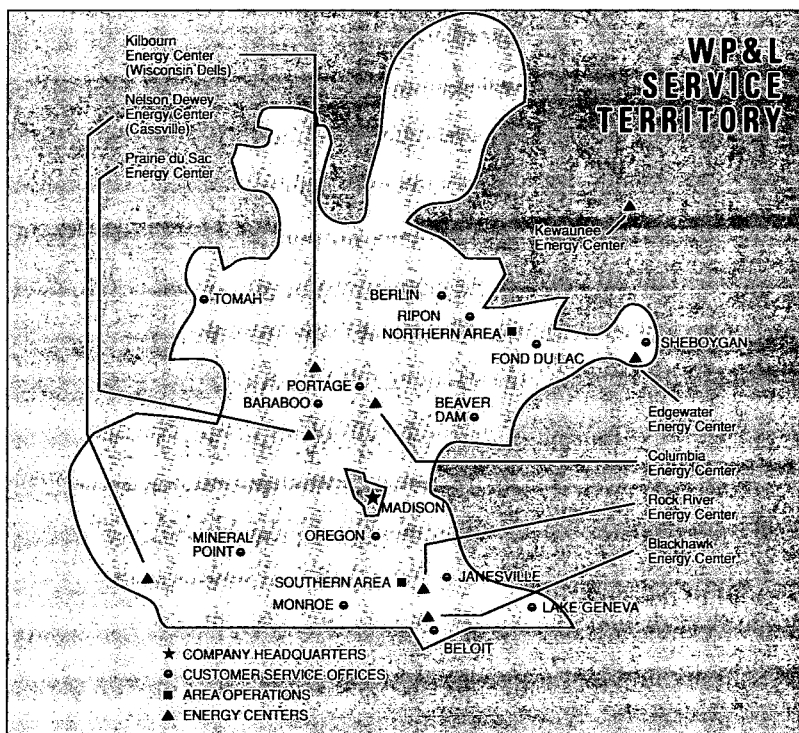 WP&L
SERVICE
TERRITORY
Kilbourn
Energy Center
(Wisconsin Dells)
Nelson Dewey
Energy Center
(Cassville)
Prairie du Sac
Energy Center
Kewaunee
Energy Center
TOMAH
BERLIN
RIPON
NORTHERN AREA
FOND DU LAC
SHEBOYGAN
PORTAGE
BARABOO
BEAVER
DAM
Edgewater
Energy Center
Columbia
Energy Center
MADISON
Rock River
Energy Center
OREGON
MINERAL
POINT
Blackhawk
Energy Center
SOUTHERN AREA
JANESVILLE
MONROE
LAKE GENEVA
BELOIT
COMPANY HEADQUARTERS
CUSTOMER SERVICE OFFICES
AREA OPERATIONS
ENERGY CENTERS